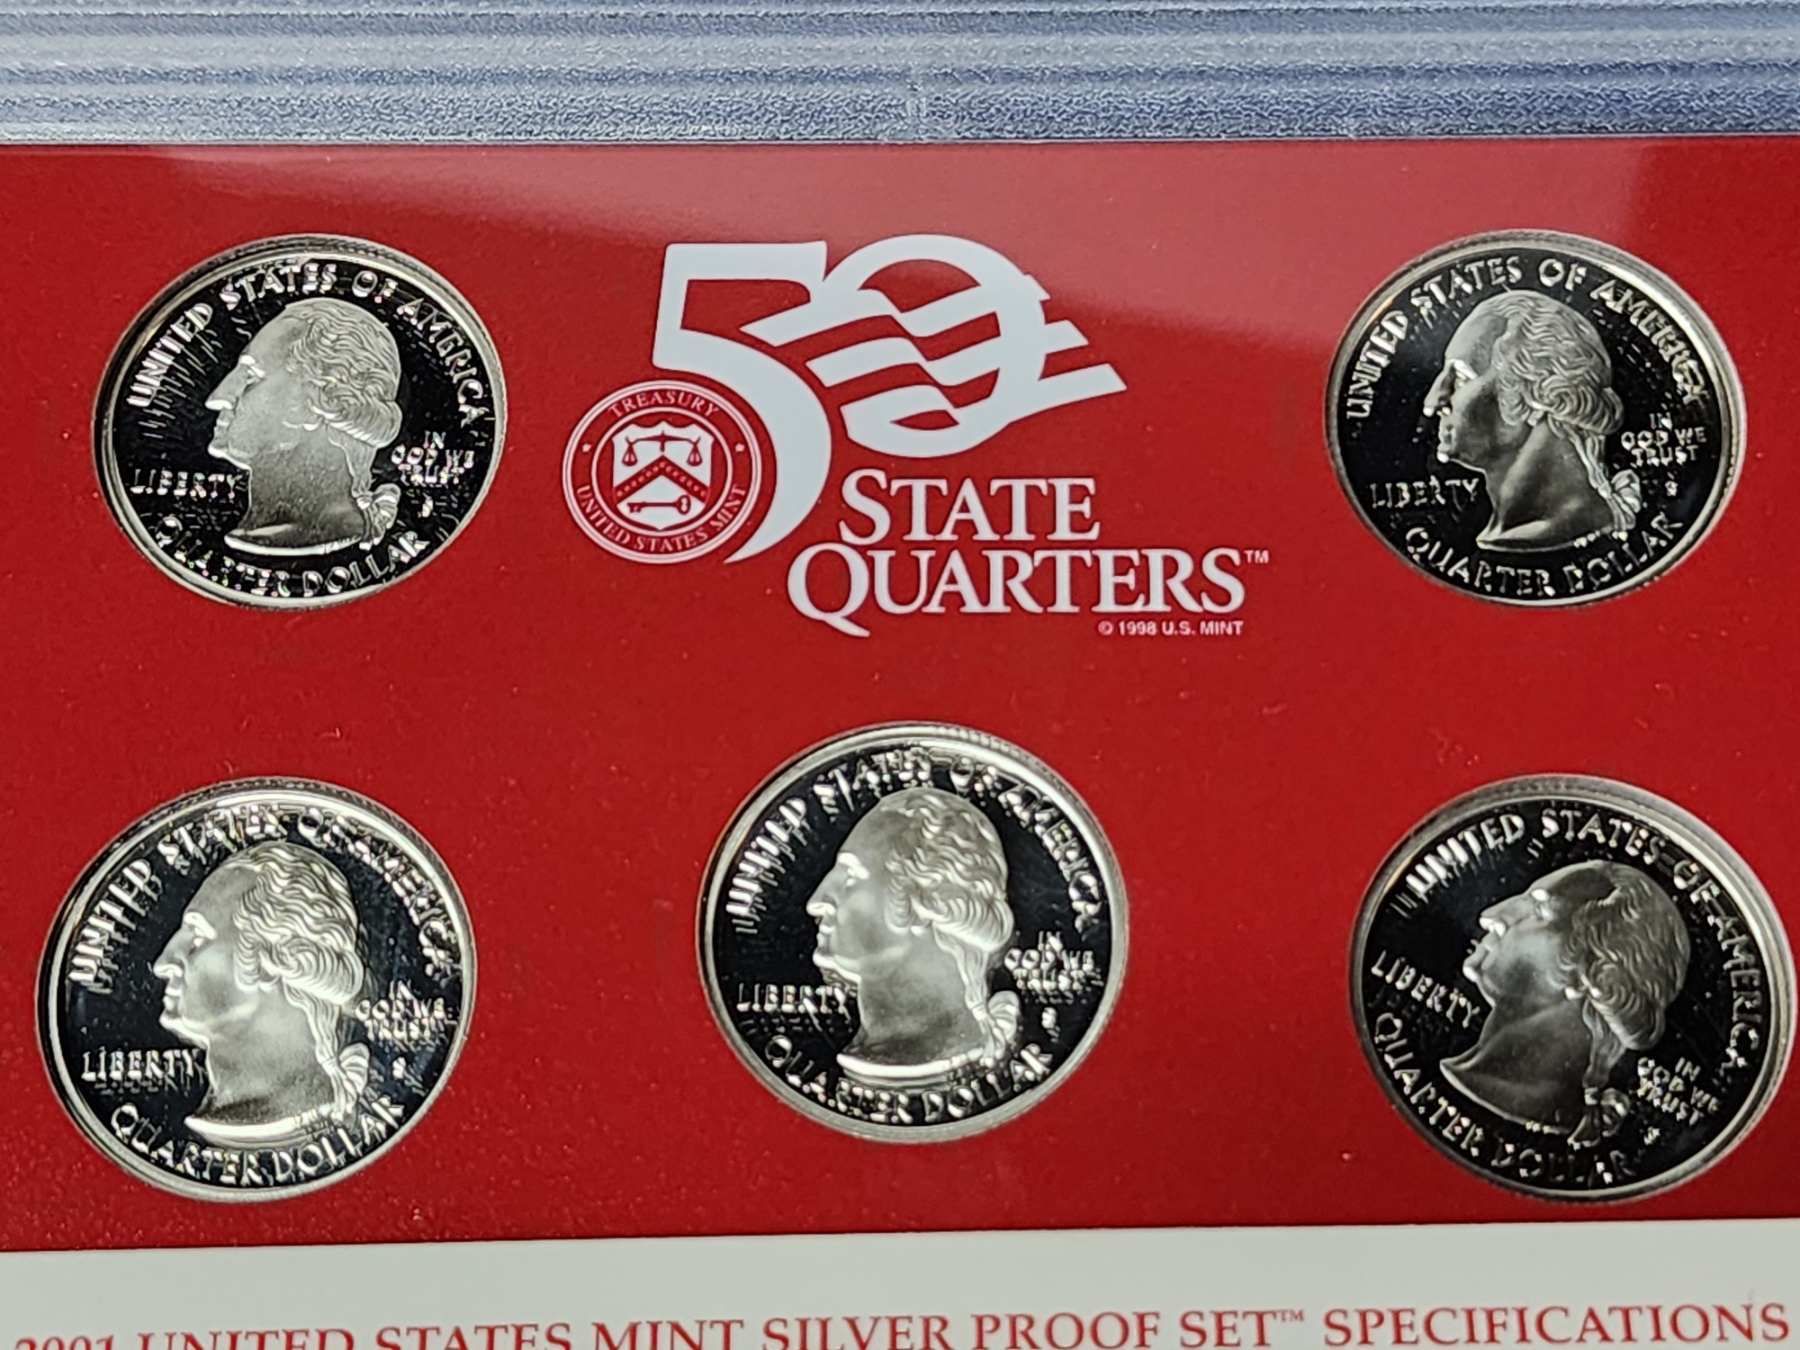 UNITED STATES OF AMERICA
LIBERTY
IN
GOD WE
TRUST
QUARTER DOLLAR
50
STATE
QUARTERS™
© 1998 U.S. MINT
TREASURY
UNITED STATES MINT
UNITED STATES OF AMERICA
LIBERTY
IN
GOD WE
TRUST
S
QUARTER DOLLAR
UNITED STATES OF AMERICA
LIBERTY
IN
GOD WE
TRUST
S
QUARTER DOLLAR
UNITED STATES OF AMERICA
LIBERTY
IN
GOD WE
TRUST
S
QUARTER DOLLAR
UNITED STATES OF AMERICA
LIBERTY
IN
GOD WE
TRUST
QUARTER DOLLAR
2001 UNITED STATES MINT SILVER PROOF SET™ SPECIFICATIONS